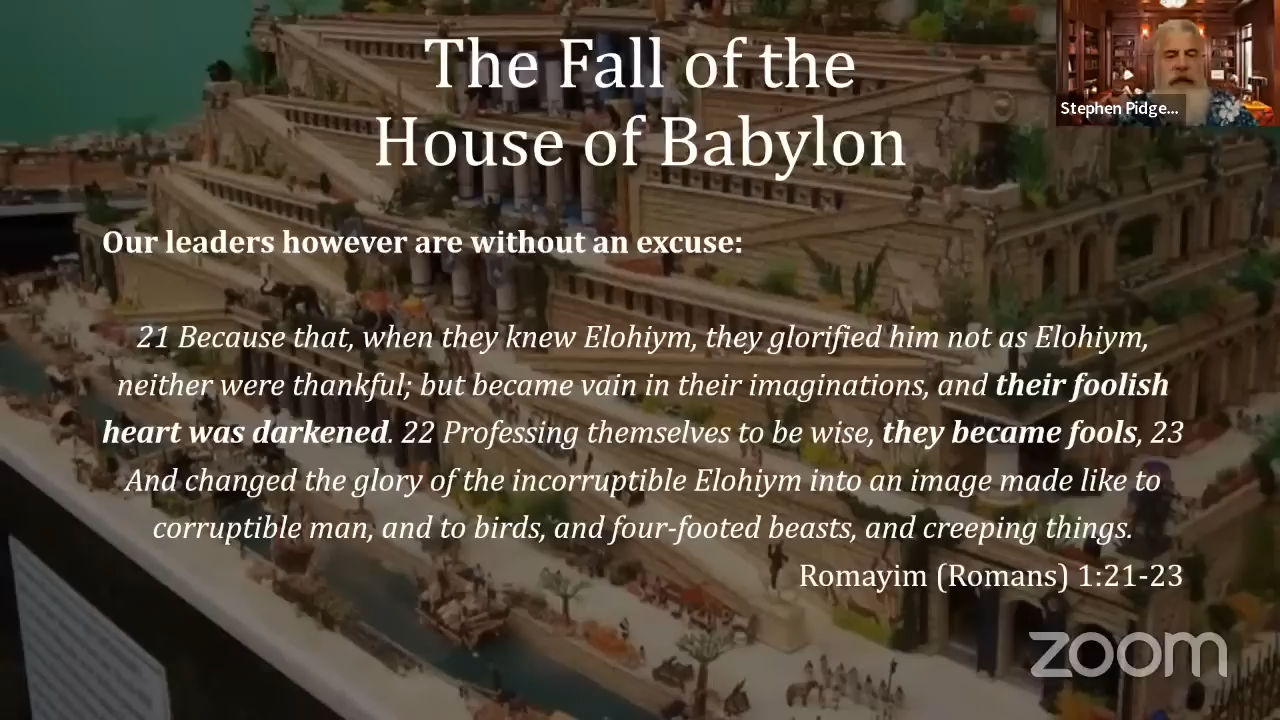 The Fall of the
House of Babylon
Stephen Pidge...
Our leaders however are without an excuse:
21 Because that, when they knew Elohiym, they glorified him not as Elohiym,
neither were thankful; but became vain in their imaginations, and their foolish
heart was darkened. 22 Professing themselves to be wise, they became fools, 23
And changed the glory of the incorruptible Elohiym into an image made like to
corruptible man, and to birds, and four-footed beasts, and creeping things.
Romayim (Romans) 1:21-23
zoom